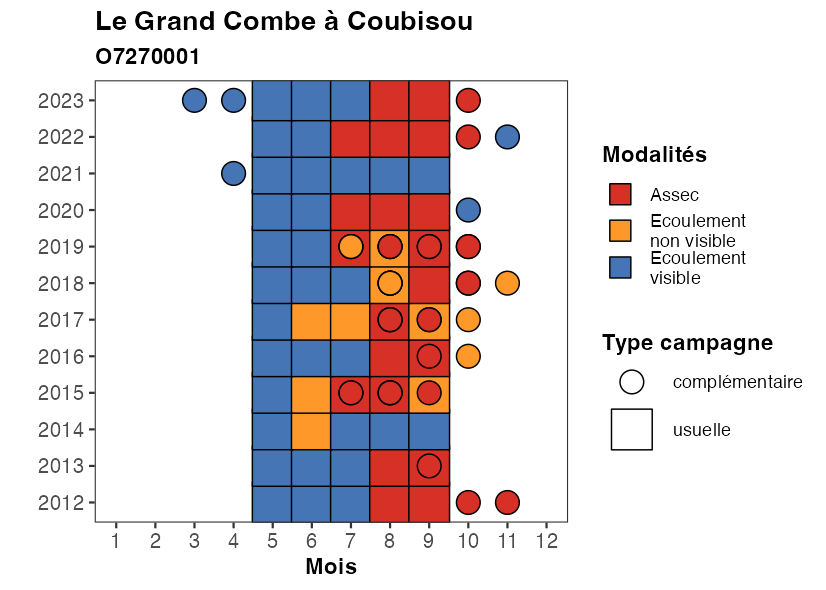 Le Grand Combe à Coubisou
O7270001
2023
2022
2021
2020
2019
2018
2017
2016
2015
2014
2013
2012
1 2 3 4 5 6 7 8 9 10 11 12
Mois
Modalités
Assec
Ecoulement
non visible
Ecoulement
visible
Type campagne
complémentaire
usuelle